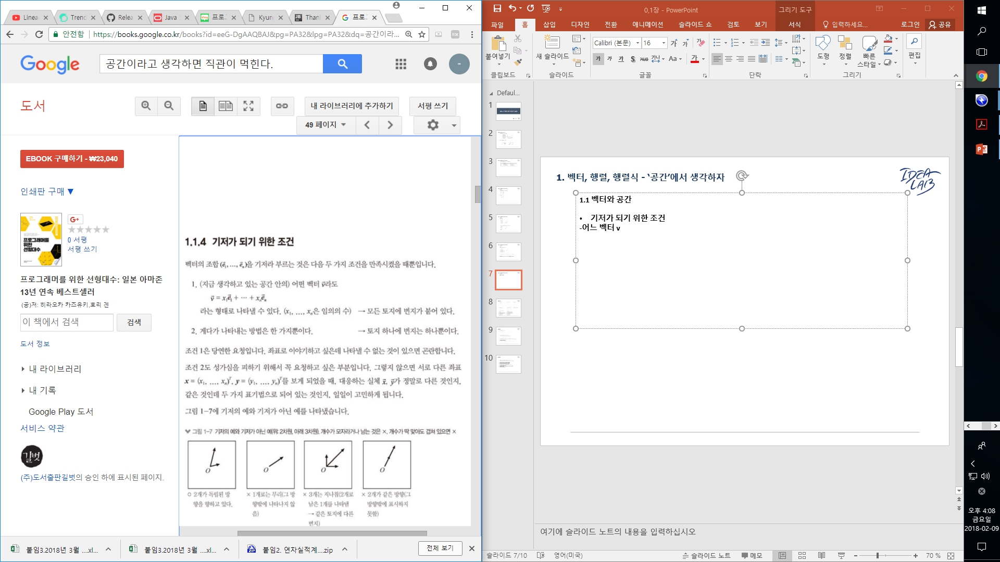 Linea
Trend
Relea
Java
프로그
Kyung
Than
프로그
안전함
https://books.google.co.kr/books?id=eeG-DgAAQBAJ&pg=PA32&lpg=PA32&dq=공간이라...
Google
공간이라고 생각하면 직관이 먹힌다.
도서
내 라이브러리에 추가하기
서평 쓰기
49 페이지
EBOOK 구매하기 - ₩23,040
인쇄판 구매 ▼
프로그래머를 위한 선형대수
G+
0 서평
서평 쓰기
프로그래머를 위한 선형대수: 일본 아마존
13년 연속 베스트셀러
(공)저: 히라오카 카즈유키,호리 겐
이 책에서 검색
검색
도서 정보
내 라이브러리
내 기록
Google Play 도서
서비스 약관
길벗
(주)도서출판길벗의 승인 하에 표시된 페이지.
1.1.4 기저가 되기 위한 조건
벡터의 조합 (e⃗₁, ..., e⃗ₙ)을 기저라 부르는 것은 다음 두 가지 조건을 만족시켰을 때뿐입니다.
1. (지금 생각하고 있는 공간 안의) 어떤 벡터 v⃗라도
v⃗ = x₁e⃗₁ + ··· + xₙe⃗ₙ
라는 형태로 나타낼 수 있다. (x₁, ..., xₙ은 임의의 수) → 모든 토지에 번지가 붙어 있다.
2. 게다가 나타내는 방법은 한 가지뿐이다. → 토지 하나에 번지는 하나뿐이다.
조건 1은 당연한 요청입니다. 좌표로 이야기하고 싶은데 나타낼 수 없는 것이 있으면 곤란합니다.
조건 2도 성가심을 피하기 위해서 꼭 요청하고 싶은 부분입니다. 그렇지 않으면 서로 다른 좌표
x = (x₁, ..., xₙ)ᵀ, y = (y₁, ..., yₙ)ᵀ를 보게 되었을 때, 대응하는 실체 x⃗, y⃗가 정말로 다른 것인지,
같은 것인데 두 가지 표기법으로 되어 있는 것인지, 일일이 고민하게 됩니다.
그림 1-7에 기저의 예와 기저가 아닌 예를 나타냈습니다.
그림 1-7 기저의 예와 기저가 아닌 예(위: 2차원, 아래: 3차원). 개수가 모자라거나 남는 것은 ×, 개수가 딱 맞아도 겹쳐 있으면 ×
O
O
O
O
○ 2개가 독립된 방
향을 향하고 있다.
× 1개로는 무리(그 방
향밖에 나타나지 않
음)
× 3개는 지나침(2개로
남은 1개를 나타냄
→ 같은 토지에 다른
번지)
× 2개가 같은 방향(그
방향밖에 표시하지
못함)
붙임3.2018년 3월 ....xl...
붙임3.2018년 3월 ....xl...
붙임2. 연차실적계....zip
전체 보기
0,1장 - PowerPoint
그리기 도구
파일
홈
삽입
디자인
전환
애니메이션
슬라이드 쇼
검토
보기
서식
입력하세요...
로그인
공유
붙여넣기
새 슬라이드
Calibri (본문)
16
가
가
가
S
간나
Aa
가
도형
정렬
빠른
스타일
편집
클립보드
슬라이드
글꼴
단락
그리기
Defaul...
1
2
3
4
5
6
7
8
9
10
1. 벡터, 행렬, 행렬식 - ‘공간’에서 생각하자
IDEA
LAB
1.1 벡터와 공간
• 기저가 되기 위한 조건
-어느 벡터 v
여기에 슬라이드 노트의 내용을 입력하십시오
슬라이드 7/10
영어(미국)
슬라이드 노트
메모
70 %
오후 4:08
금요일
2018-02-09